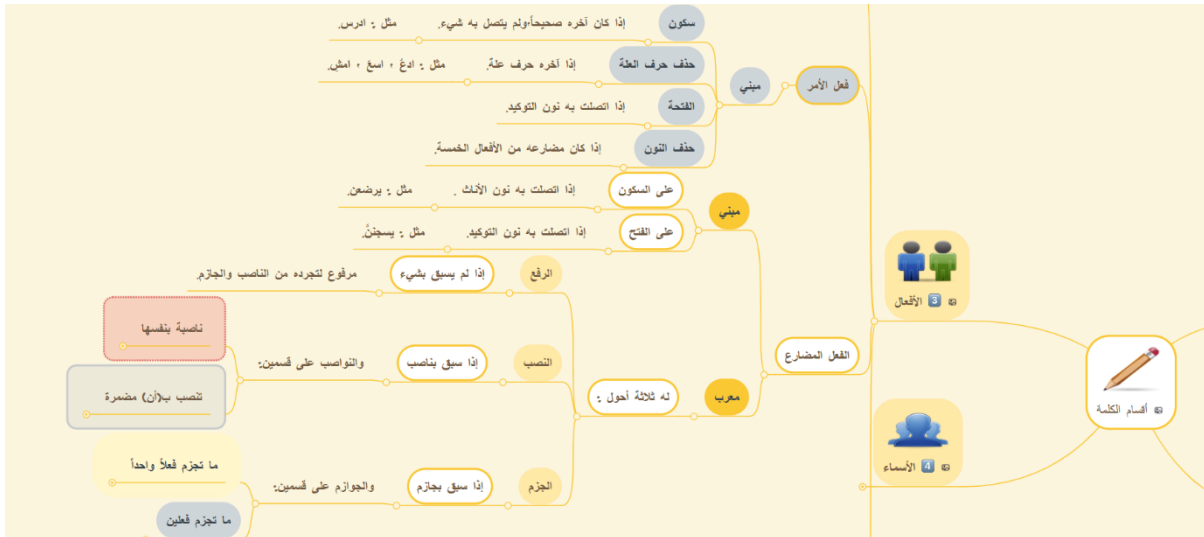 أقسام الكلمة
3 الأفعال
فعل الأمر
مبني
سكون
إذا كان آخره صحيحاً،ولم يتصل به شيء.
مثل : ادرس.
حذف حرف العلة
إذا آخره حرف علة.
مثل : ادعُ ، اسعَ ، امشِ.
الفتحة
إذا اتصلت به نون التوكيد.
حذف النون
إذا كان مضارعه من الأفعال الخمسة.
الفعل المضارع
مبني
على السكون
إذا اتصلت به نون الأناث .
مثل : يرضعن.
على الفتح
إذا اتصلت به نون التوكيد.
مثل : يسجننَّ.
معرب
له ثلاثة أحول :
الرفع
إذا لم يسبق بشيء
مرفوع لتجرده من الناصب والجازم.
النصب
إذا سبق بناصب
والنواصب على قسمين:
ناصبة بنفسها
تنصب ب(أن) مضمرة
الجزم
إذا سبق بجازم
والجوازم على قسمين:
ما تجزم فعلاً واحداً
ما تجزم فعلين
4 الأسماء